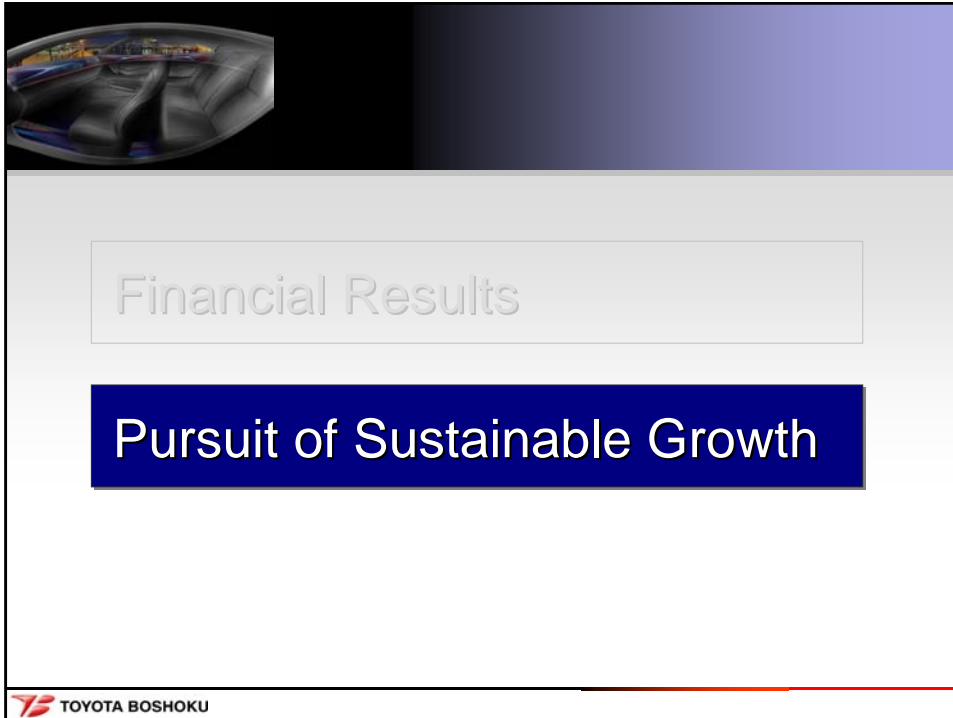 Financial Results
Pursuit of Sustainable Growth
TOYOTA BOSHOKU